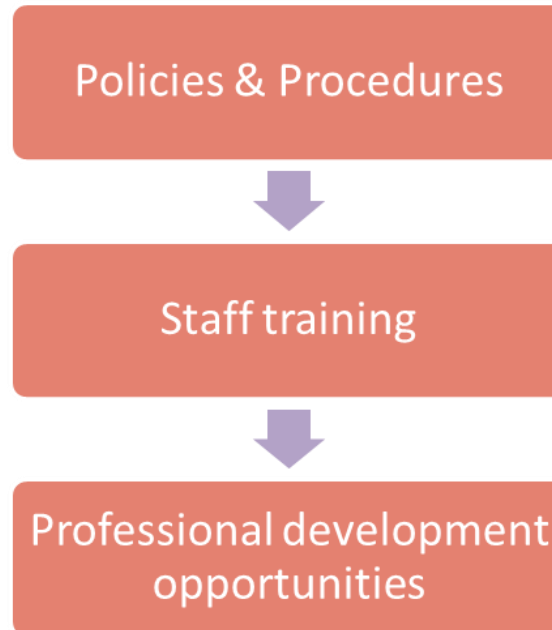 Policies & Procedures
Staff training
Professional development
opportunities